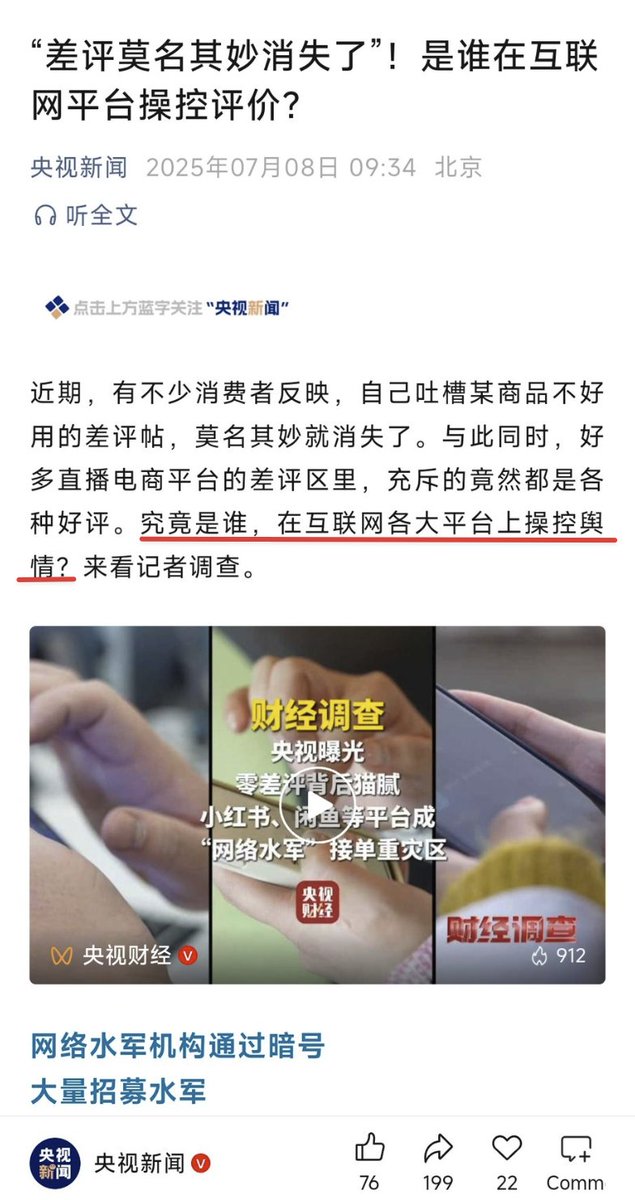 “差评莫名其妙消失了”！是谁在互联
网平台操控评价？
央视新闻 2025年07月08日 09:34 北京
听全文
点击上方蓝字关注“央视新闻”
近期，有不少消费者反映，自己吐槽某商品不好
用的差评帖，莫名其妙就消失了。与此同时，好
多直播电商平台的差评区里，充斥的竟然都是各
种好评。究竟是谁，在互联网各大平台上操控舆
情？来看记者调查。
财经调查
央视曝光
零差评背后猫腻
小红书、闲鱼等平台成
“网络水军”接单重灾区
央视
财经
财经调查
央视财经
912
网络水军机构通过暗号
大量招募水军
央视
新闻
央视新闻
76
199
22
Comm